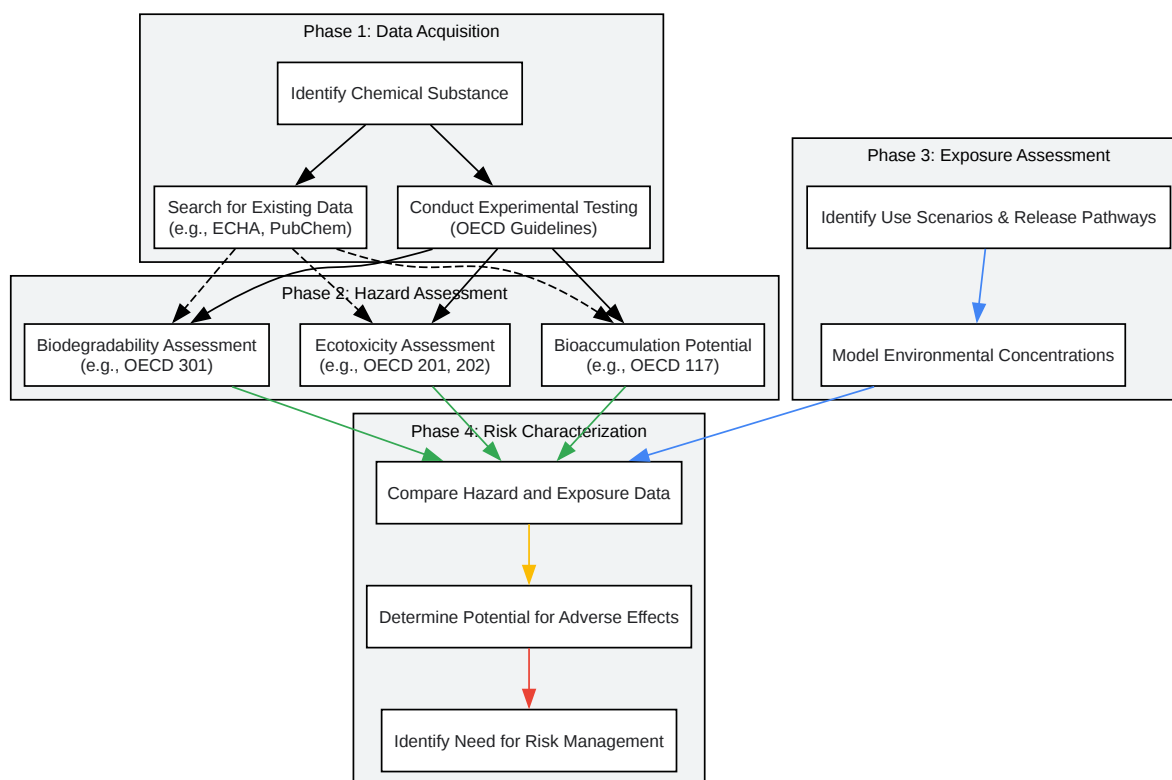 Phase 1: Data Acquisition
Identify Chemical Substance
Search for Existing Data
(e.g., ECHA, PubChem)
Conduct Experimental Testing
(OECD Guidelines)
Phase 2: Hazard Assessment
Biodegradability Assessment
(e.g., OECD 301)
Ecotoxicity Assessment
(e.g., OECD 201, 202)
Bioaccumulation Potential
(e.g., OECD 117)
Phase 3: Exposure Assessment
Identify Use Scenarios & Release Pathways
Model Environmental Concentrations
Phase 4: Risk Characterization
Compare Hazard and Exposure Data
Determine Potential for Adverse Effects
Identify Need for Risk Management